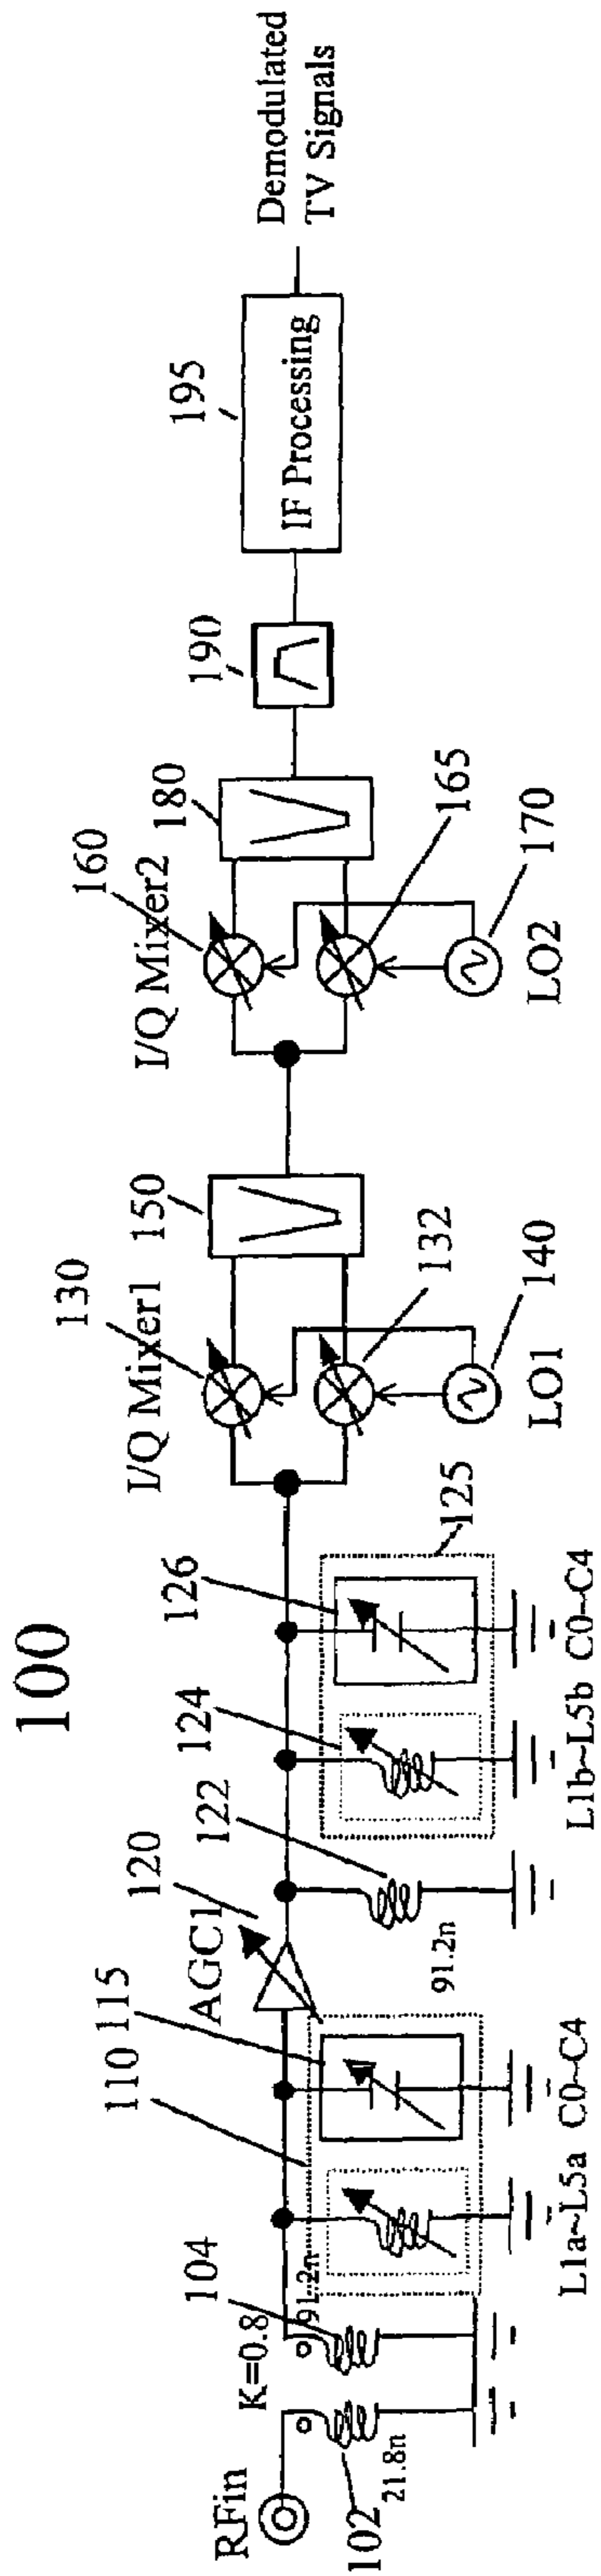 100
RFin
102
21.8n
K=0.8
104
91.2n
110
115
L1a~L5a
C0~C4
AGC1
120
122
91.2n
124
126
125
L1b~L5b
C0~C4
I/Q Mixer1
130
132
140
LO1
150
I/Q Mixer2
160
165
170
LO2
180
190
195
IF Processing
Demodulated
TV Signals